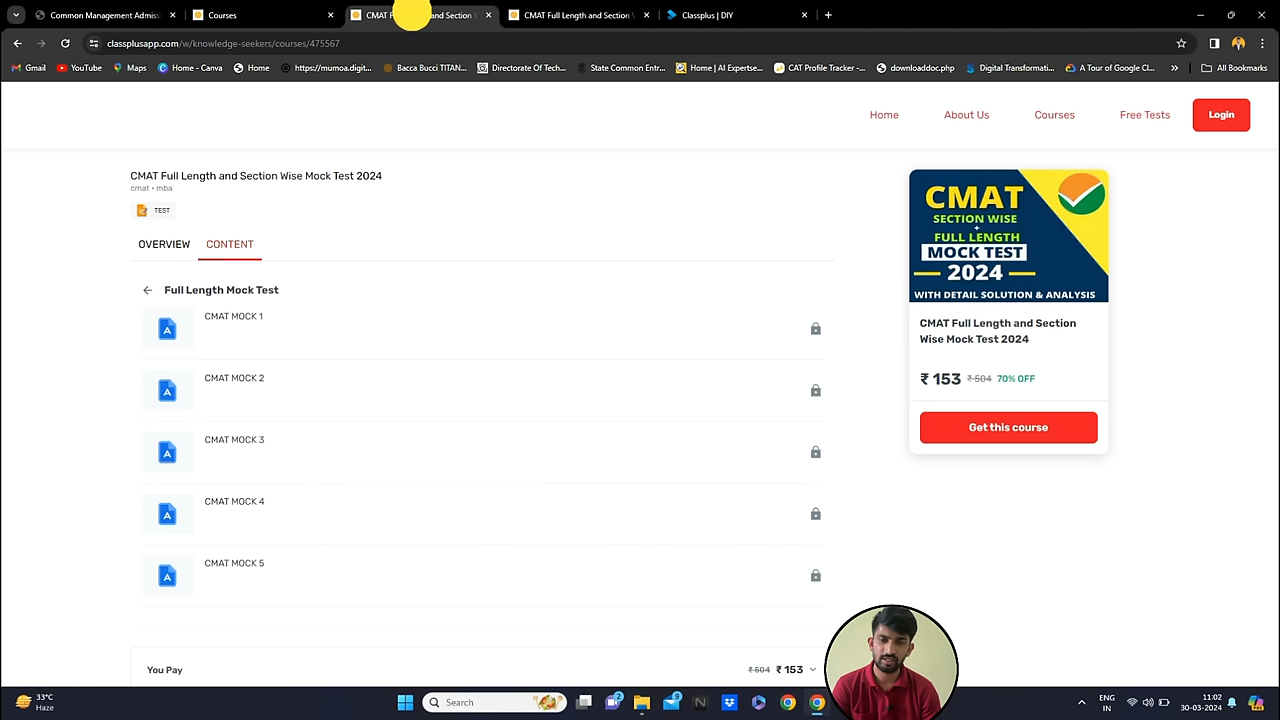 Common Management Admis
Courses
CMAT
and Section
CMAT Full Length and Section
Classplus | DIY
classplusapp.com/w/knowledge-seekers/courses/475567
Gmail
YouTube
Maps
Home - Canva
Home
https://mumoa.digit...
Bacca Bucci TITAN...
Directorate Of Tech...
State Common Entr...
Home | AI Expertse...
CAT Profile Tracker -...
downloaddoc.php
Digital Transformati...
A Tour of Google Cl...
All Bookmarks
Home
About Us
Courses
Free Tests
Login
CMAT Full Length and Section Wise Mock Test 2024
cmat • mba
TEST
OVERVIEW
CONTENT
Full Length Mock Test
CMAT MOCK 1
CMAT MOCK 2
CMAT MOCK 3
CMAT MOCK 4
CMAT MOCK 5
You Pay
₹ 504 ₹ 153
CMAT
SECTION WISE
+
FULL LENGTH
MOCK TEST
2024
WITH DETAIL SOLUTION & ANALYSIS
CMAT Full Length and Section
Wise Mock Test 2024
₹ 153 ₹ 504 70% OFF
Get this course
33°C
Haze
Search
2
9
ENG
IN
11:02
30-03-2024